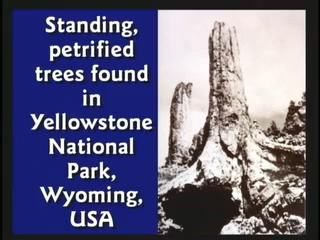 Standing,
petrified
trees found
in
Yellowstone
National
Park,
Wyoming,
USA